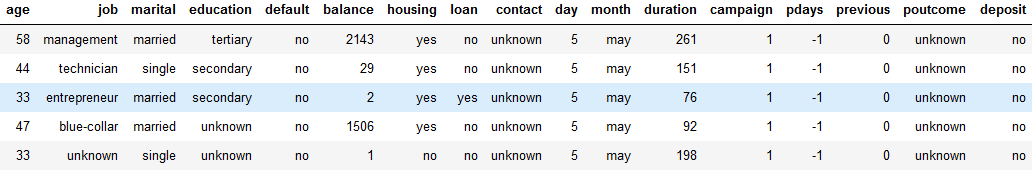 age job marital education default balance housing loan contact day month duration campaign pdays previous poutcome deposit
58 management married tertiary no 2143 yes no unknown 5 may 261 1 -1 0 unknown no
44 technician single secondary no 29 yes no unknown 5 may 151 1 -1 0 unknown no
33 entrepreneur married secondary no 2 yes yes unknown 5 may 76 1 -1 0 unknown no
47 blue-collar married unknown no 1506 yes no unknown 5 may 92 1 -1 0 unknown no
33 unknown single unknown no 1 no no unknown 5 may 198 1 -1 0 unknown no